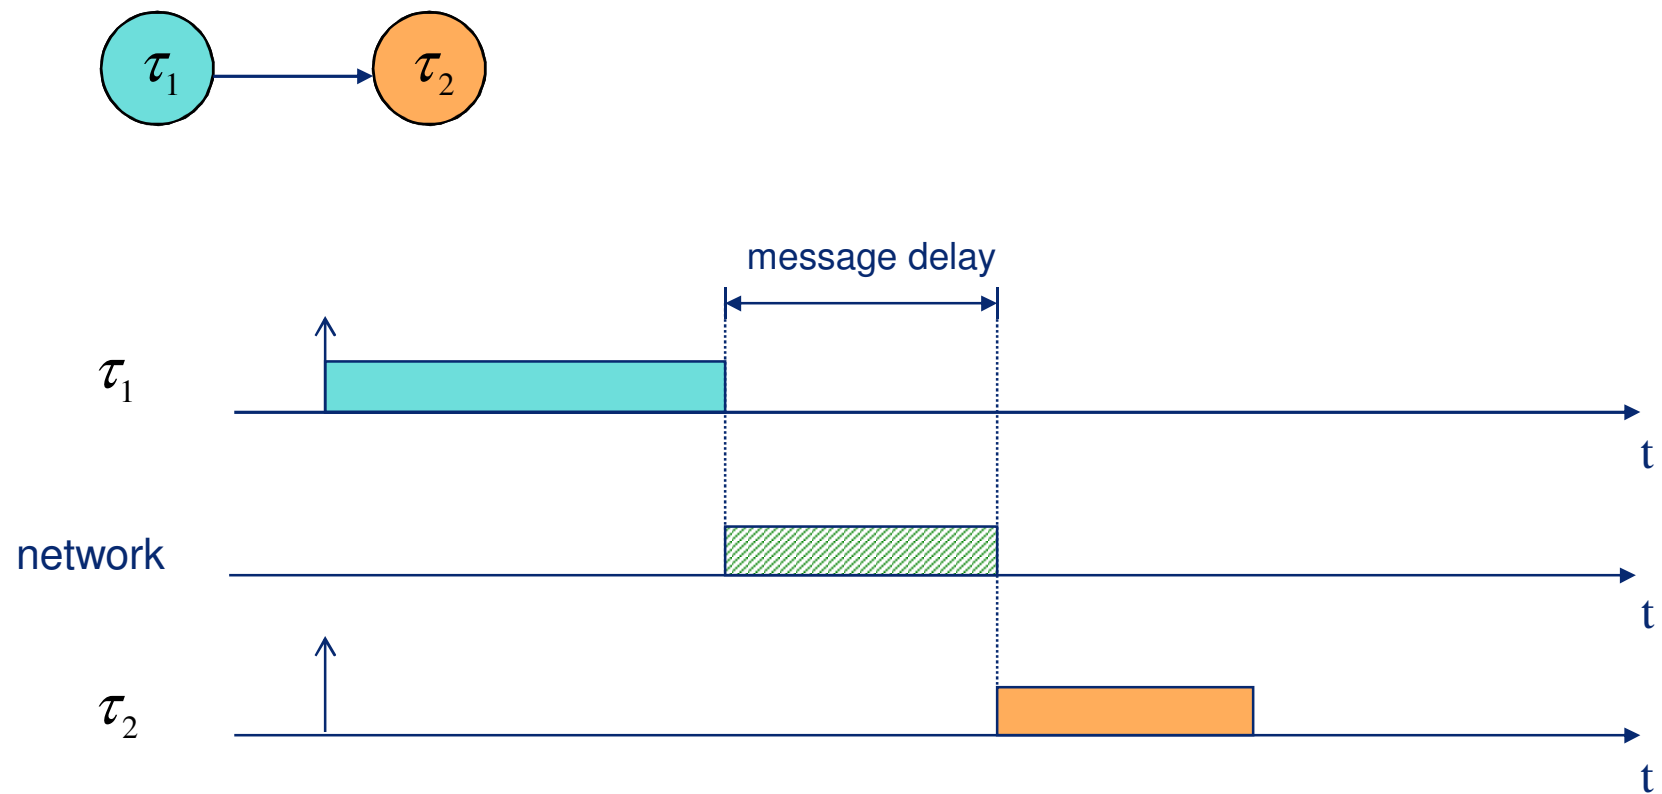 τ₁ τ₂
message delay
τ₁
t
network
t
τ₂
t